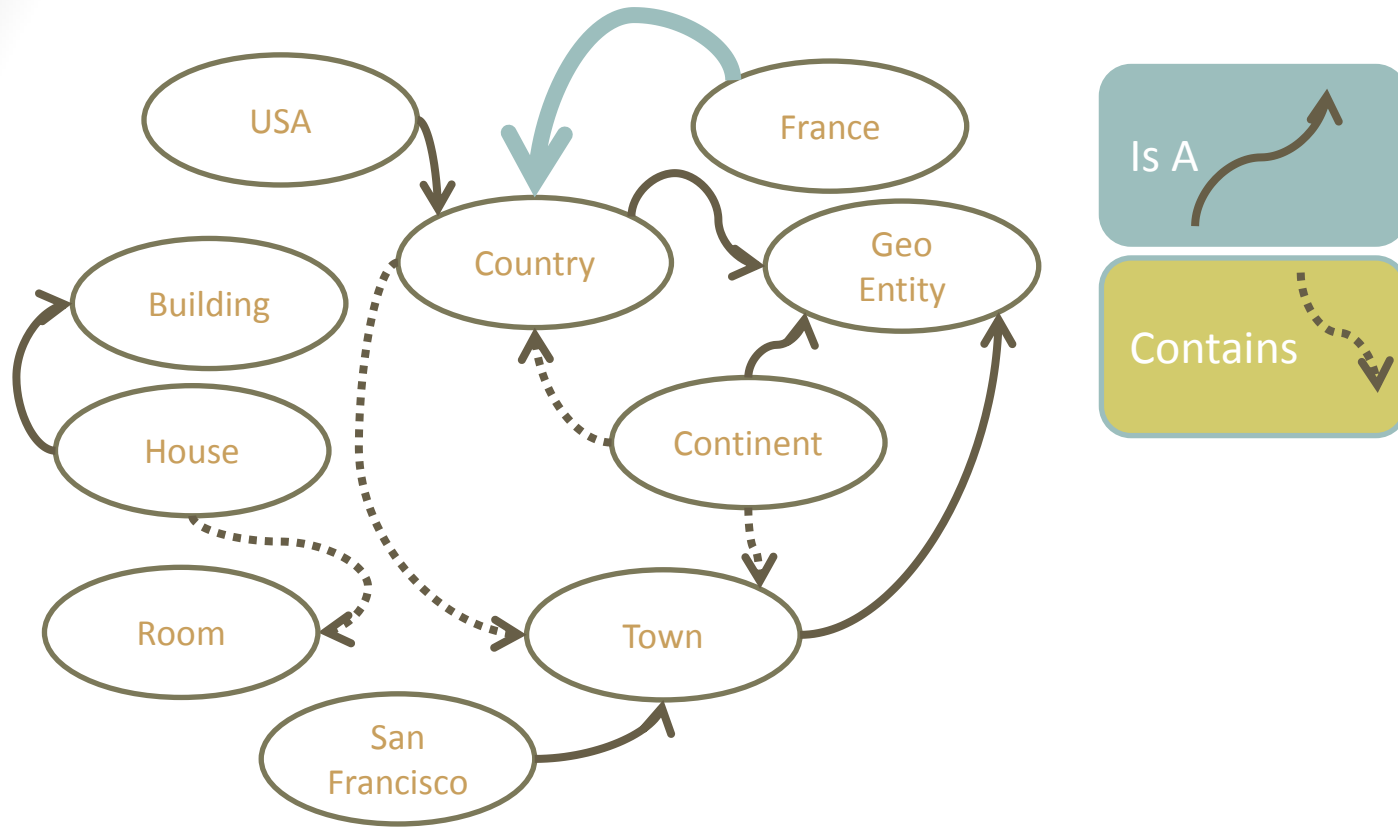 USA
France
Is A
Country
Geo
Entity
Building
Contains
House
Continent
Room
Town
San
Francisco